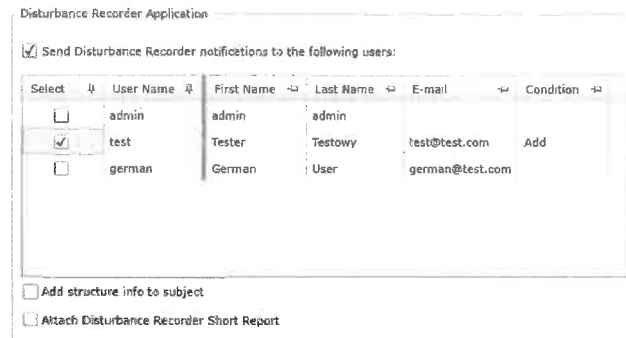 Disturbance Recorder Application
Send Disturbance Recorder notifications to the following users:
Select User Name First Name Last Name E-mail Condition
admin admin admin
test Tester Testowy test@test.com Add
german German User german@test.com
Add structure info to subject
Attach Disturbance Recorder Short Report